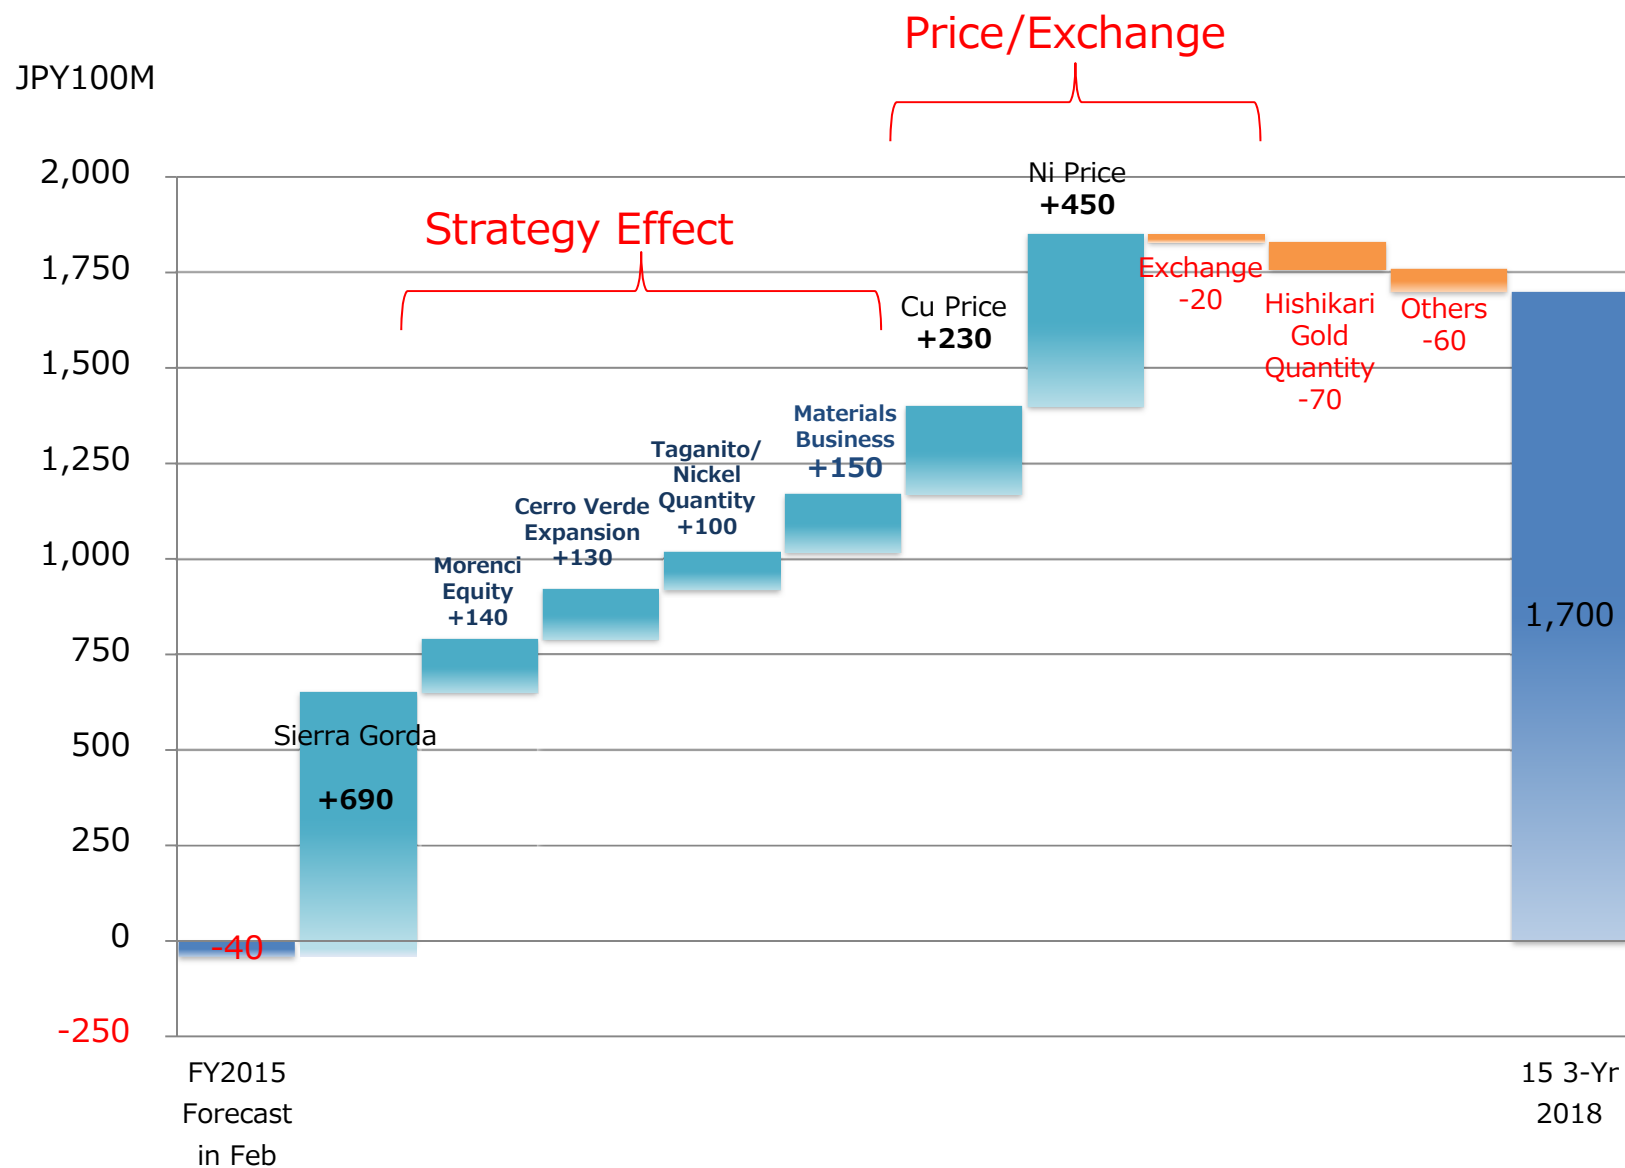 Price/Exchange
JPY100M
2,000
1,750
1,500
1,250
1,000
750
500
250
0
-250
Strategy Effect
-40
Sierra Gorda
+690
Morenci
Equity
+140
Cerro Verde
Expansion
+130
Taganito/
Nickel
Quantity
+100
Materials
Business
+150
Cu Price
+230
Ni Price
+450
Exchange
-20
Hishikari
Gold
Quantity
-70
Others
-60
1,700
FY2015
Forecast
in Feb
15 3-Yr
2018